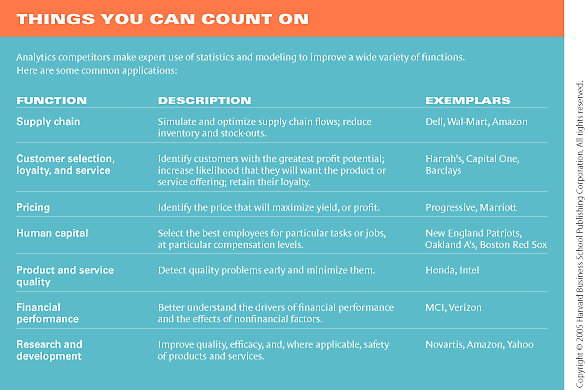 THINGS YOU CAN COUNT ON
Analytics competitors make expert use of statistics and modeling to improve a wide variety of functions.
Here are some common applications:
FUNCTION DESCRIPTION EXEMPLARS
Supply chain Simulate and optimize supply chain flows; reduce Dell, Wal-Mart, Amazon
inventory and stock-outs.
Customer selection, Identify customers with the greatest profit potential; Harrah's, Capital One,
loyalty, and service increase likelihood that they will want the product or Barclays
service offering; retain their loyalty.
Pricing Identify the price that will maximize yield, or profit. Progressive, Marriott
Human capital Select the best employees for particular tasks or jobs, New England Patriots,
at particular compensation levels. Oakland A's, Boston Red Sox
Product and service Detect quality problems early and minimize them. Honda, Intel
quality
Financial Better understand the drivers of financial performance MCI, Verizon
performance and the effects of nonfinancial factors.
Research and Improve quality, efficacy, and, where applicable, safety Novartis, Amazon, Yahoo
development of products and services.
Copyright © 2005 Harvard Business School Publishing Corporation. All rights reserved.